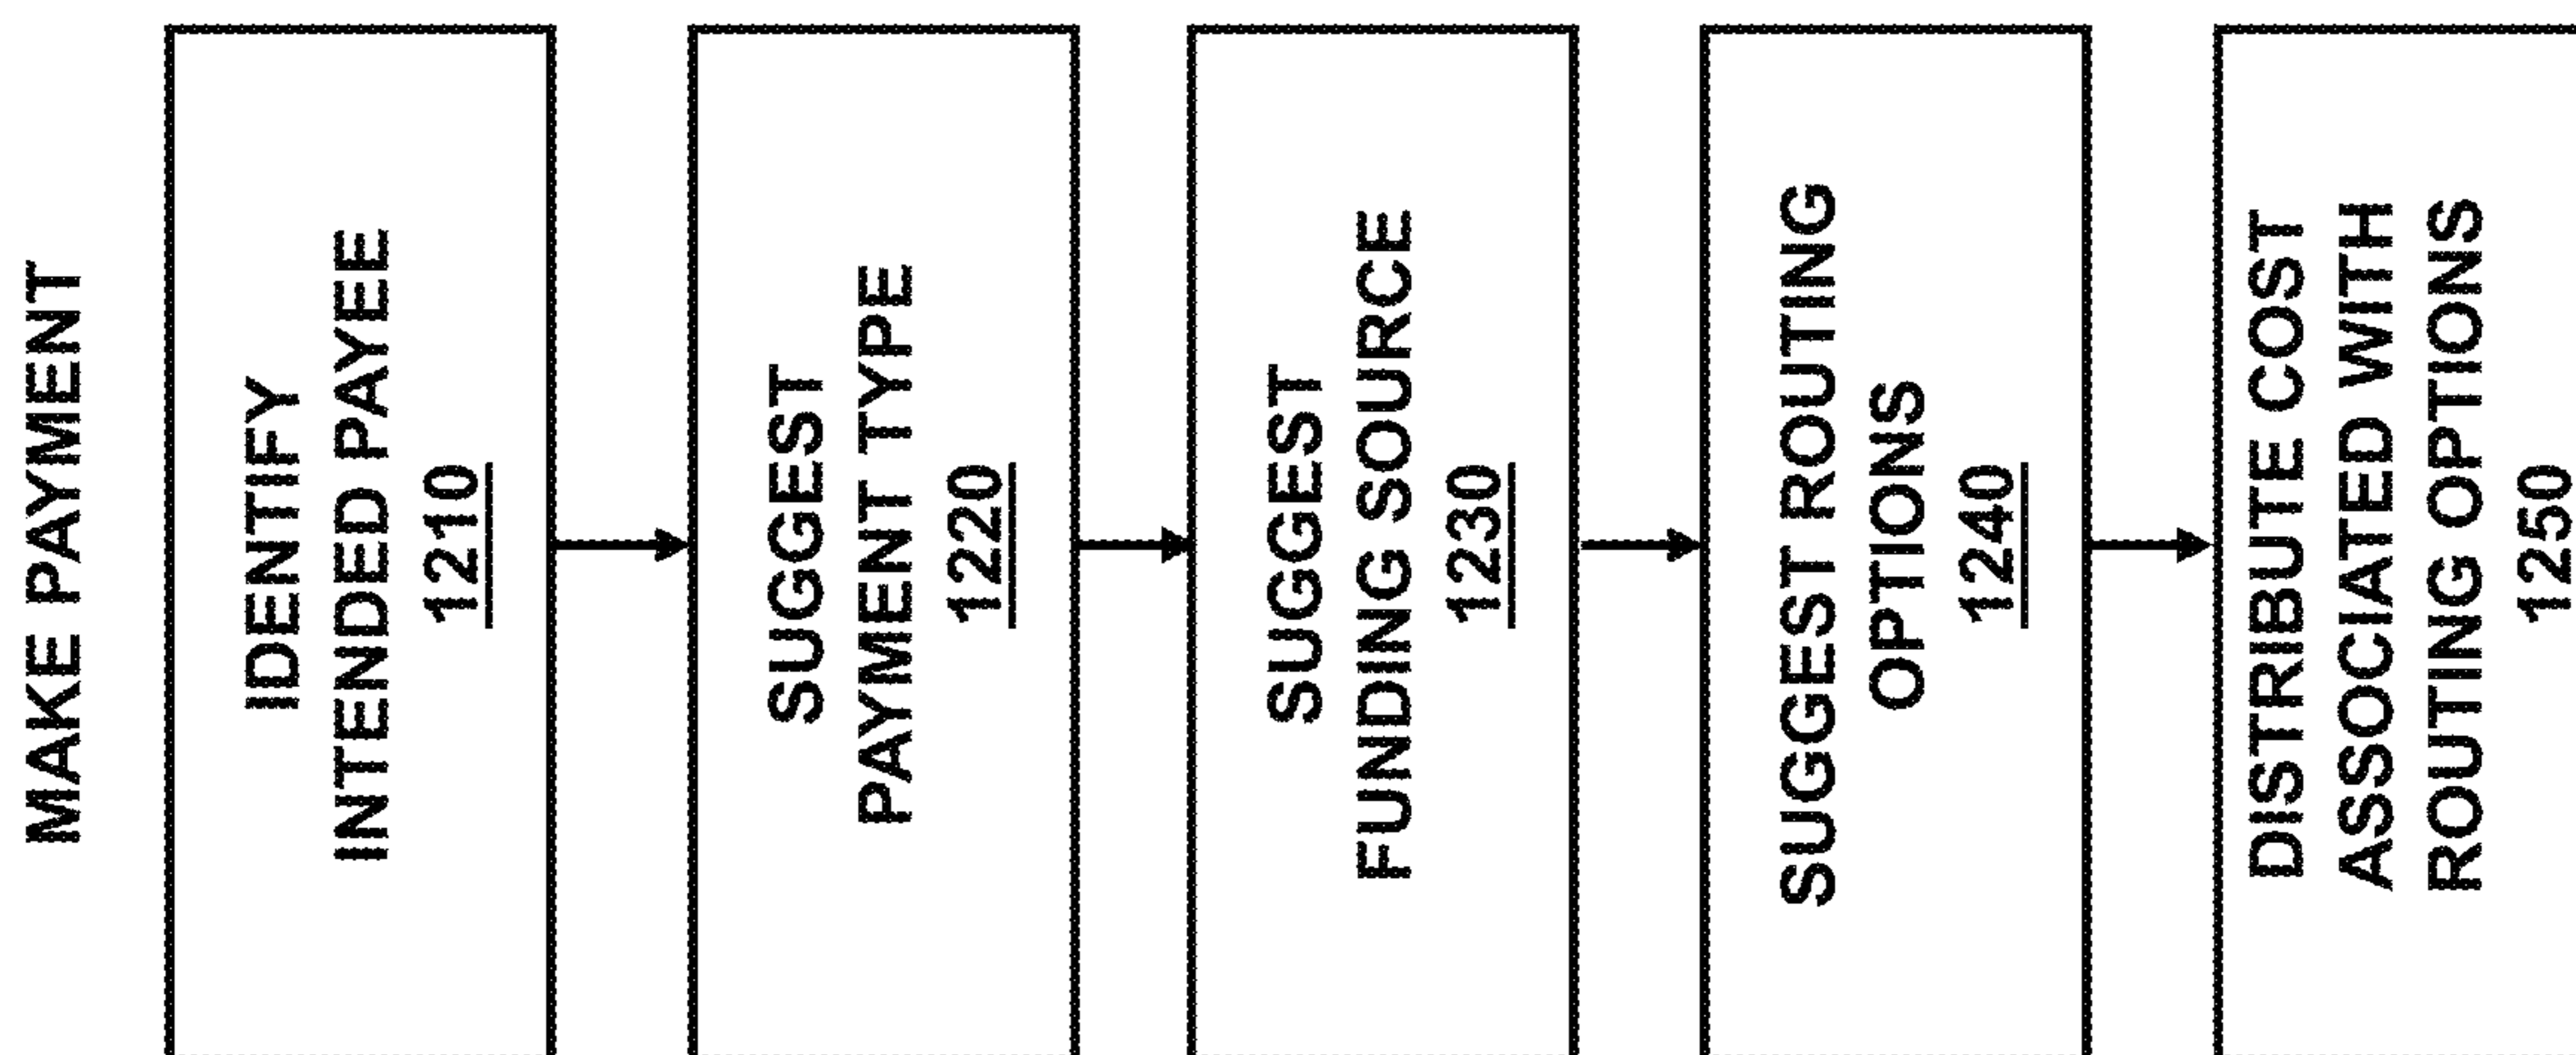 MAKE PAYMENT
IDENTIFY
INTENDED PAYEE
1210
SUGGEST
PAYMENT TYPE
1220
SUGGEST
FUNDING SOURCE
1230
SUGGEST ROUTING
OPTIONS
1240
DISTRIBUTE COST
ASSOCIATED WITH
ROUTING OPTIONS
1250